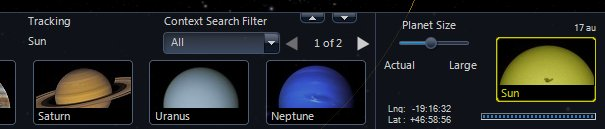 Tracking
Sun
Context Search Filter
All
1 of 2
Saturn
Uranus
Neptune
Planet Size
Actual
Large
17 au
Sun
Lnq: -19:16:32
Lat : +46:58:56